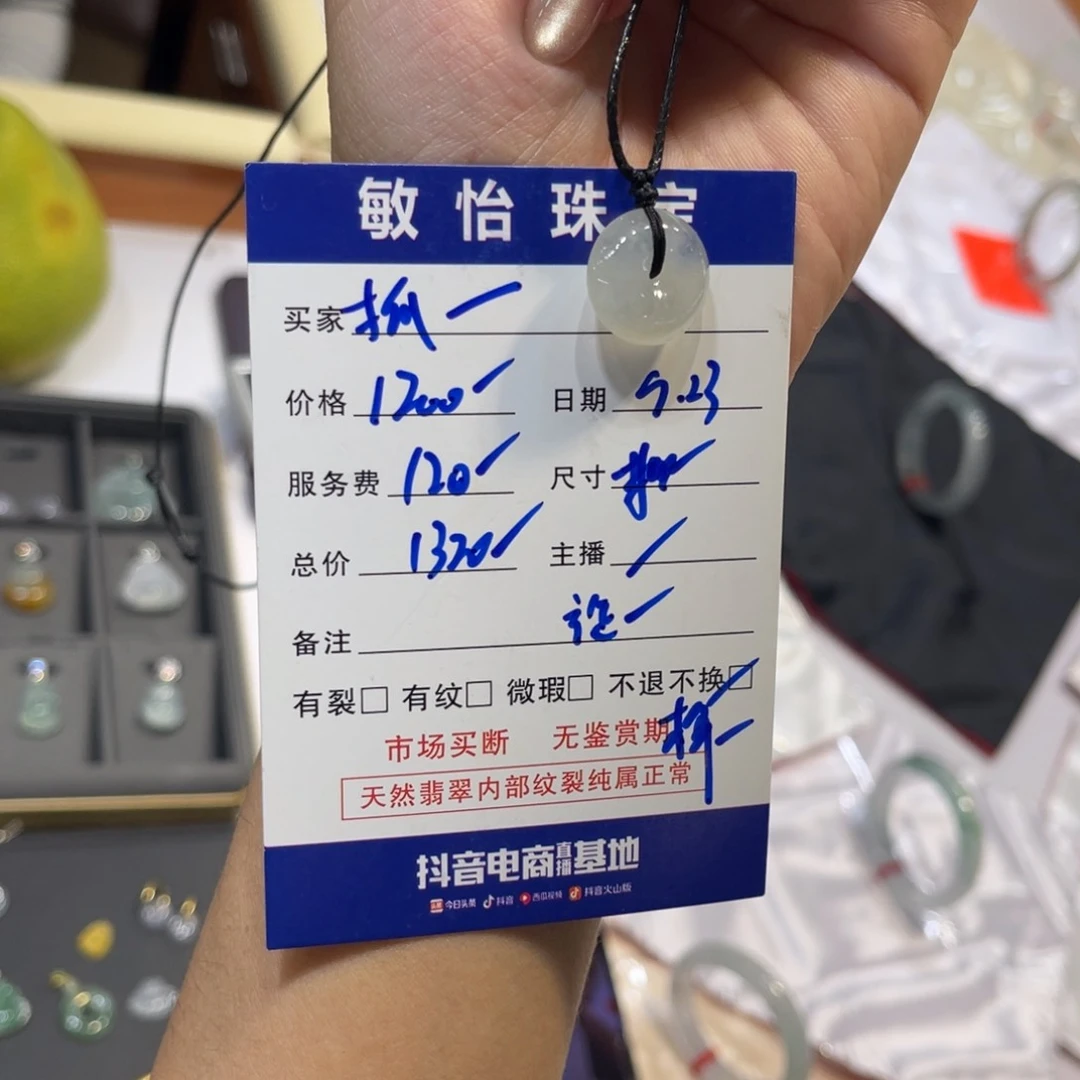 敏怡珠宝
买家
价格 1200 日期 9.23
服务费 120 尺寸
总价 1320 主播
备注 证
有裂□ 有纹□ 微瑕□ 不退不换□
市场买断 无鉴赏期
天然翡翠内部纹裂纯属正常
抖音电商直播基地
今日头条 抖音 西瓜视频 抖音火山版